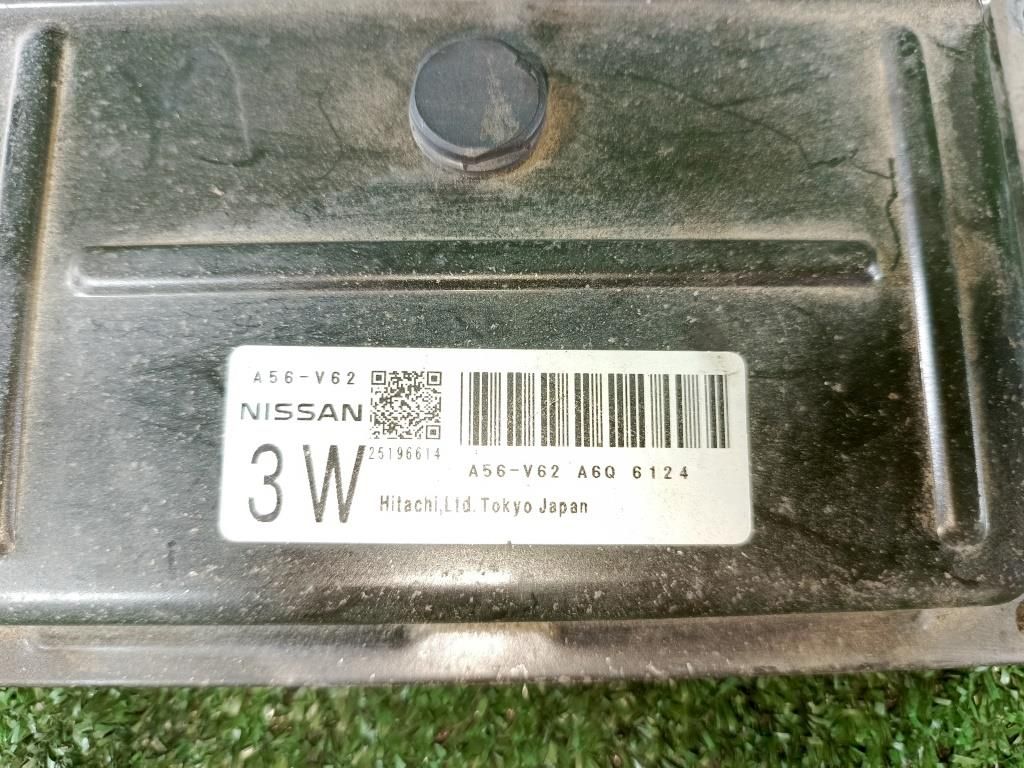 A56-V62
NISSAN
3W
25196614
A56-V62 A6Q 6124
Hitachi,Ltd.Tokyo Japan